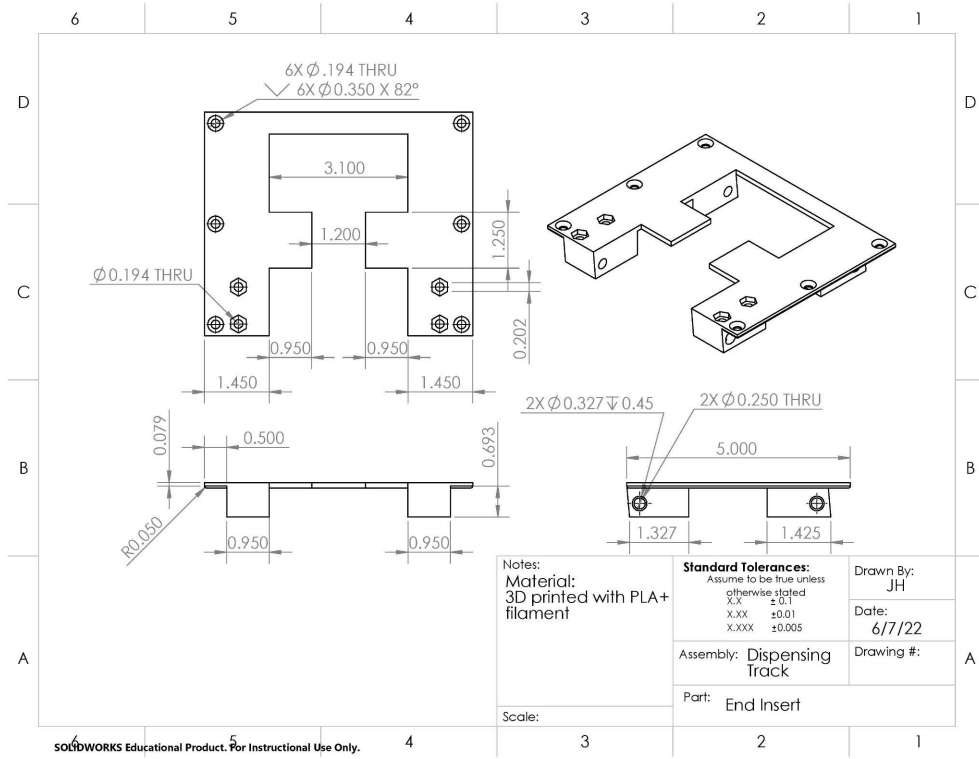 6 5 4 3 2 1
D D
6X Ø.194 THRU
6X Ø0.350 X 82°
3.100
1.200
1.250
C C
Ø0.194 THRU
0.202
0.950 0.950
1.450 1.450
2X Ø0.327 ↧ 0.45
2X Ø0.250 THRU
0.079
0.500
0.693
5.000
B B
R0.050
0.950 0.950
1.327 1.425
Notes:
Material:
3D printed with PLA+
filament
Scale:
Standard Tolerances:
Assume to be true unless
otherwise stated
X.X ± 0.1
X.XX ±0.01
X.XXX ±0.005
Drawn By:
JH
Date:
6/7/22
Assembly: Dispensing
Track
Drawing #:
Part: End Insert
A A
6 5 4 3 2 1
SOLIDWORKS Educational Product. For Instructional Use Only.